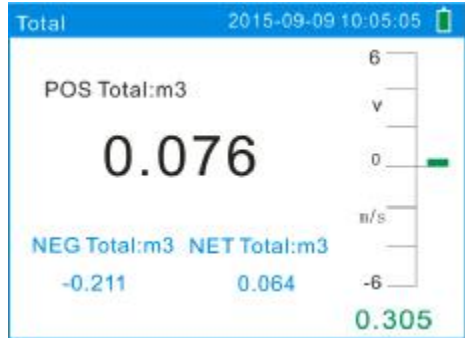 Total 2015-09-09 10:05:05
POS Total:m3
0.076
NEG Total:m3 NET Total:m3
-0.211 0.064
6
v
0
m/s
-6
0.305